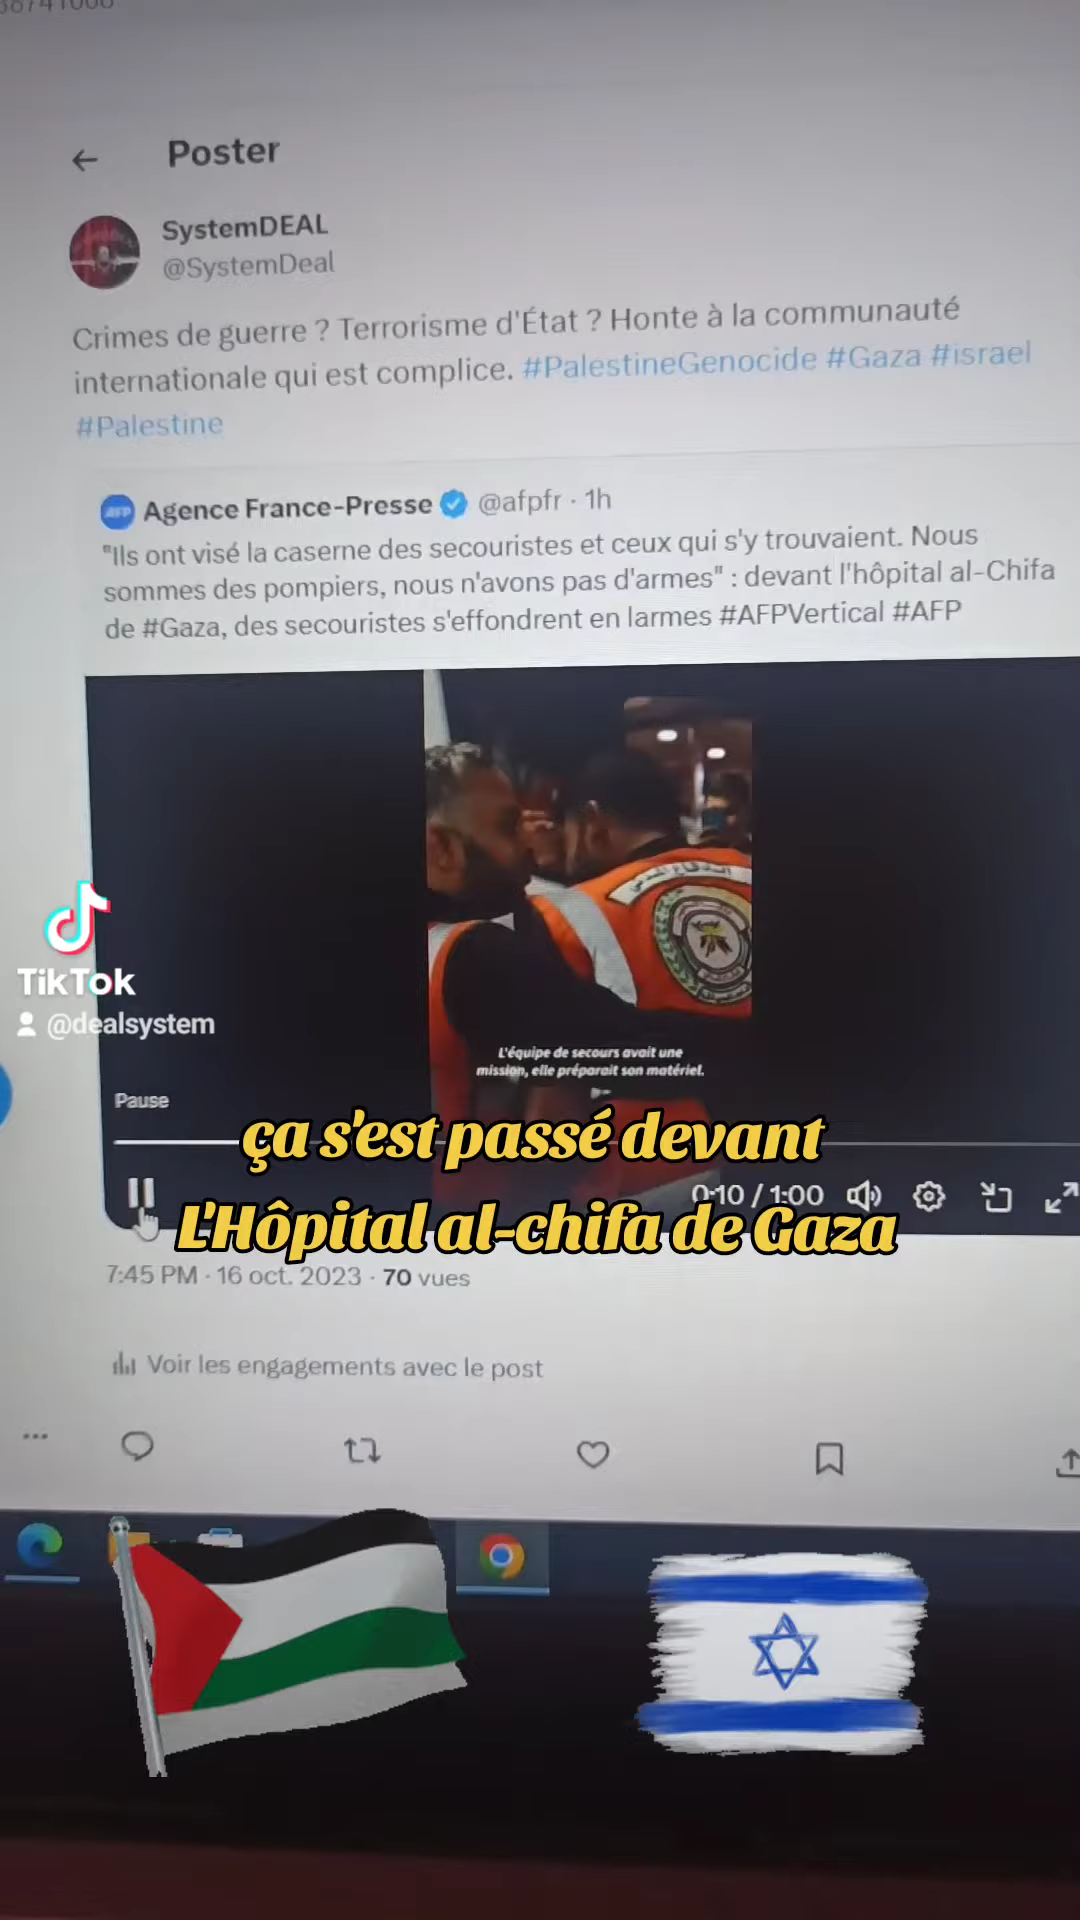 Poster
SystemDEAL
@SystemDeal
Crimes de guerre ? Terrorisme d'État ? Honte à la communauté
internationale qui est complice. #PalestineGenocide #Gaza #israel
#Palestine
AFP Agence France-Presse @afpfr · 1h
"Ils ont visé la caserne des secouristes et ceux qui s'y trouvaient. Nous
sommes des pompiers, nous n'avons pas d'armes" : devant l'hôpital al-Chifa
de #Gaza, des secouristes s'effondrent en larmes #AFPVertical #AFP
الدفاع المدني
TikTok
@dealsystem
L'équipe de secours avait une
mission, elle préparait son matériel.
Pause
ça s'est passé devant
0:10 / 1:00
L'Hôpital al-chifa de Gaza
7:45 PM · 16 oct. 2023 · 70 vues
Voir les engagements avec le post